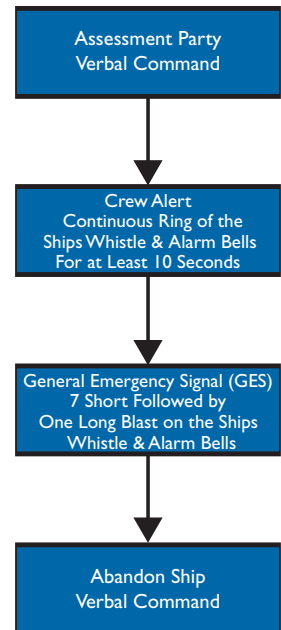 Assessment Party
Verbal Command
Crew Alert
Continuous Ring of the
Ships Whistle & Alarm Bells
For at Least 10 Seconds
General Emergency Signal (GES)
7 Short Followed by
One Long Blast on the Ships
Whistle & Alarm Bells
Abandon Ship
Verbal Command